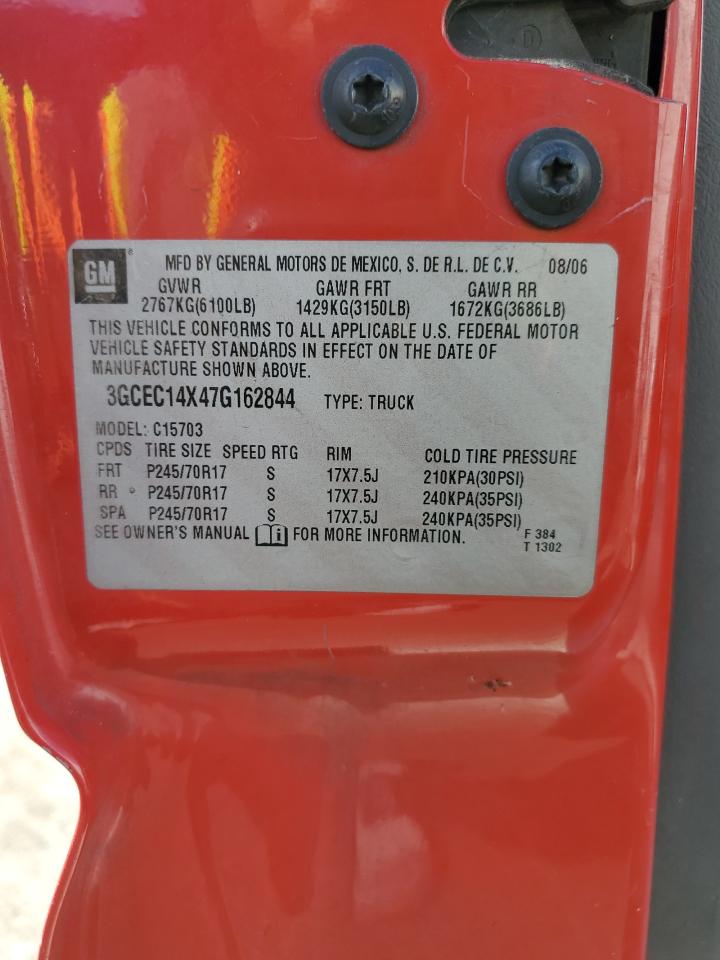 D
GM ® MFD BY GENERAL MOTORS DE MEXICO, S. DE R.L. DE C.V. 08/06
GVWR GAWR FRT GAWR RR
2767KG(6100LB) 1429KG(3150LB) 1672KG(3686LB)
THIS VEHICLE CONFORMS TO ALL APPLICABLE U.S. FEDERAL MOTOR
VEHICLE SAFETY STANDARDS IN EFFECT ON THE DATE OF
MANUFACTURE SHOWN ABOVE.
3GCEC14X47G162844 TYPE: TRUCK
MODEL: C15703
CPDS TIRE SIZE SPEED RTG RIM COLD TIRE PRESSURE
FRT P245/70R17 S 17X7.5J 210KPA(30PSI)
RR P245/70R17 S 17X7.5J 240KPA(35PSI)
SPA P245/70R17 S 17X7.5J 240KPA(35PSI)
SEE OWNER'S MANUAL FOR MORE INFORMATION. F 384
T 1302